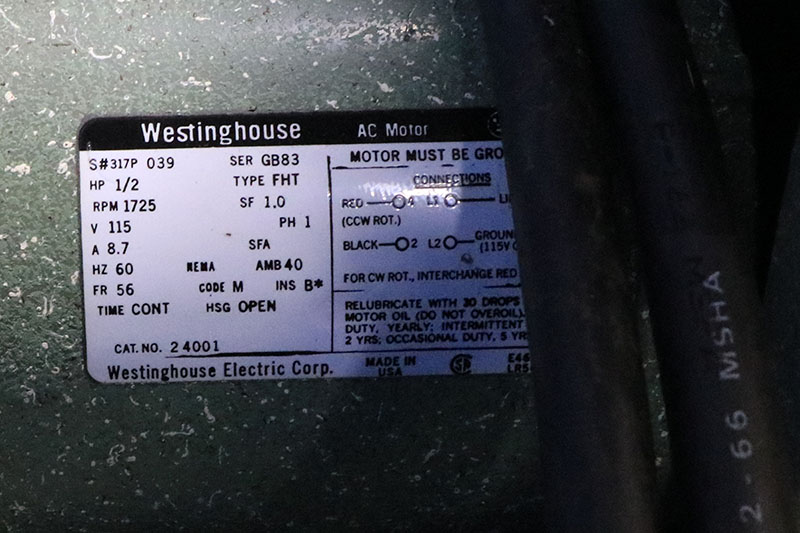 Westinghouse AC Motor
S#317P 039 SER GB83
HP 1/2 TYPE FHT
RPM 1725 SF 1.0
V 115 PH 1
A 8.7 SFA
HZ 60 NEMA AMB 40
FR 56 CODE M INS B*
TIME CONT HSG OPEN
CAT. NO. 24001
MOTOR MUST BE GRO
CONNECTIONS
RED 4 L1
(CCW ROT.)
BLACK 2 L2 GROUN
(115V
FOR CW ROT., INTERCHANGE RED
RELUBRICATE WITH 30 DROPS
MOTOR OIL (DO NOT OVEROIL).
DUTY, YEARLY; INTERMITTENT
2 YRS; OCCASIONAL DUTY, 5 YR
Westinghouse Electric Corp. MADE IN
USA
E46
LR5
2-66 MSHA